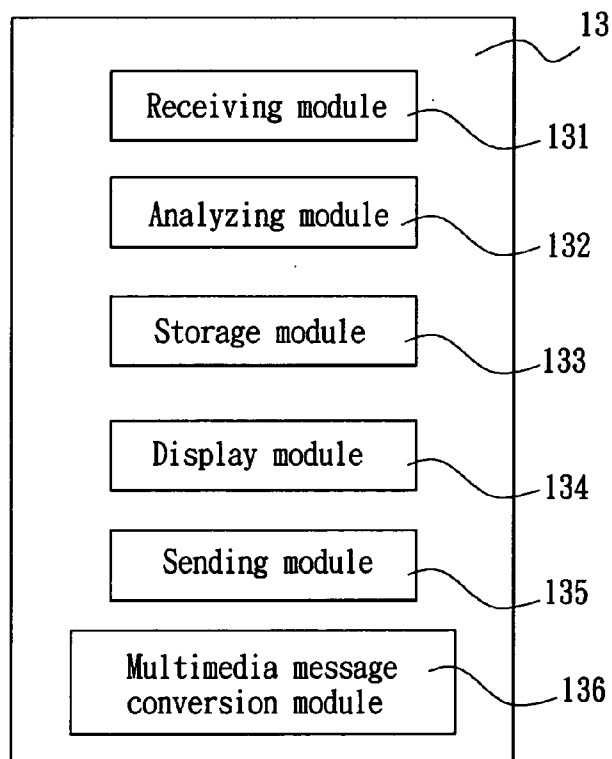 13
Receiving module
131
Analyzing module
132
Storage module
133
Display module
134
Sending module
135
Multimedia message
conversion module
136